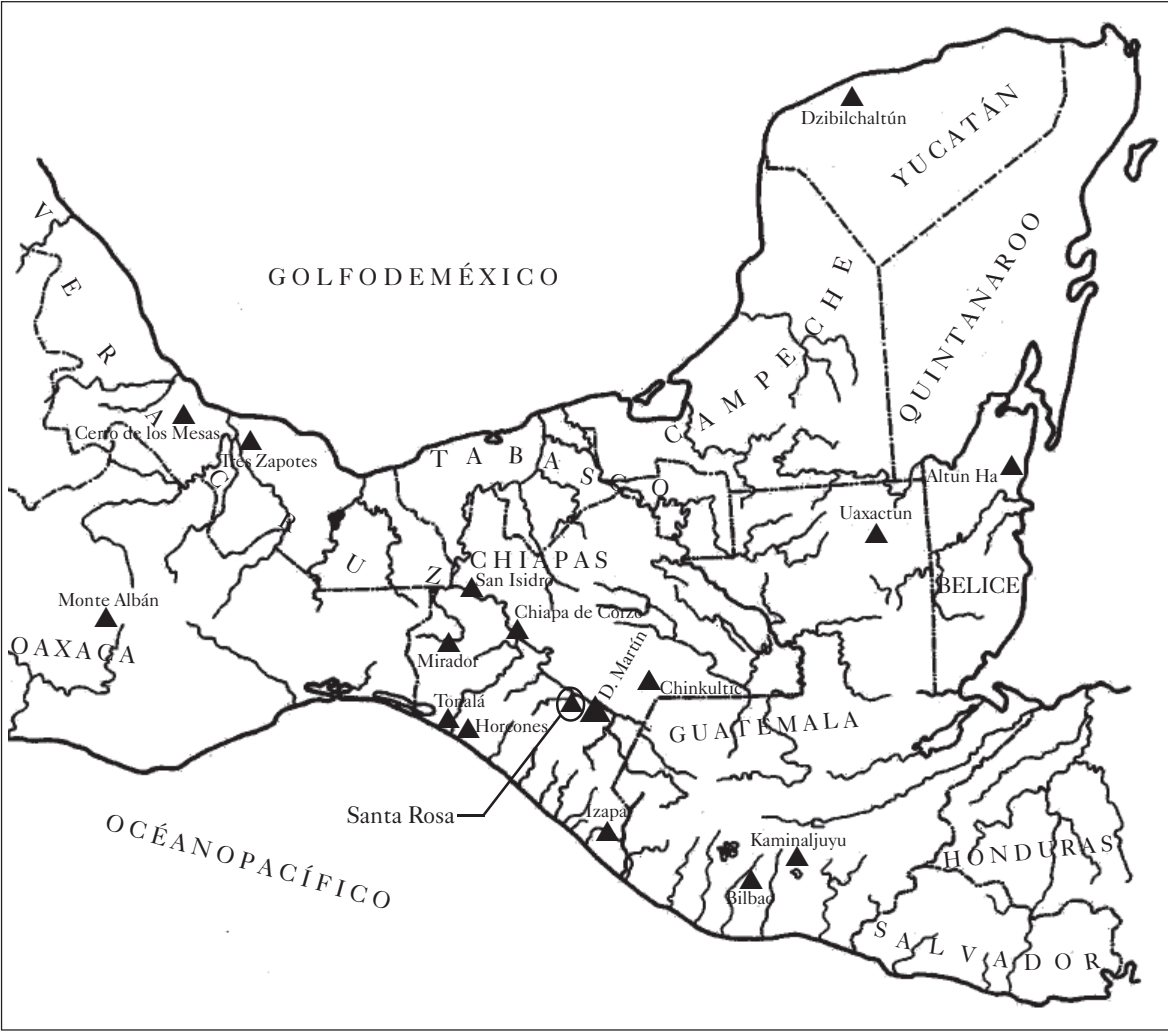 Dzibilchaltún
YUCATÁN
VERACRUZ
GOLFODEMÉXICO
CAMPECHE
QUINTANAROO
Cerro de los Mesas
Tres Zapotes
TABASCO
Altun Ha
Uaxactun
CHIAPAS
San Isidro
BELICE
Monte Albán
Chiapa de Corzo
OAXACA
Mirador
D. Martín
Chinkultic
Tonalá
Horcones
GUATEMALA
Santa Rosa
Izapa
OCÉANOPACÍFICO
Kaminaljuyu
HONDURAS
Bilbao
SALVADOR